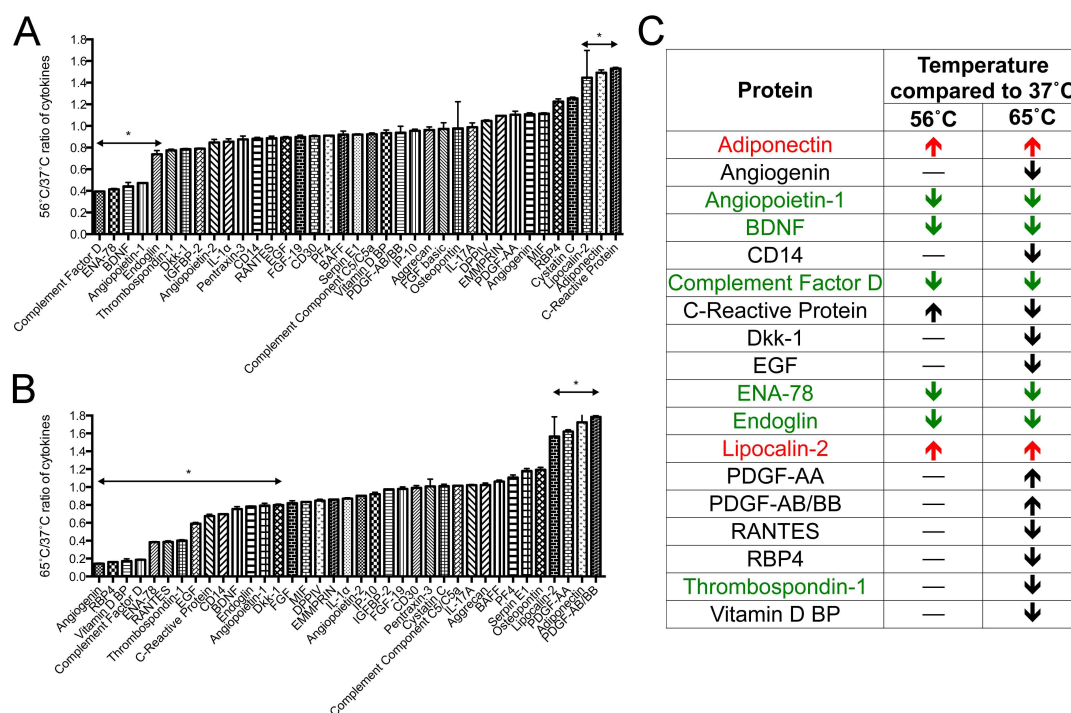 A
56˚C/37˚C ratio of cytokines
1.8
1.6
1.4
1.2
1.0
0.8
0.6
0.4
0.2
0.0
*
*
Complement Factor D
ENA-78
BDNF
Angiopoietin-1
Endoglin
Thrombospondin-1
Dkk-1
IGFBP-2
Angiopoietin-2
IL-1α
Pentraxin-3
CD14
RANTES
EGF
FGF-19
CD30
PF4
BAFF
Serpin E1
Complement Component C5/C5a
Vitamin D BP
PDGF-AB/BB
IP-10
Aggrecan
FGF basic
Osteopontin
IL-17A
DPPIV
EMMPRIN
PDGF-AA
Angiogenin
MIF
RBP4
Cystatin C
Lipocalin-2
Adiponectin
C-Reactive Protein
B
65˚C/37˚C ratio of cytokines
1.8
1.6
1.4
1.2
1.0
0.8
0.6
0.4
0.2
0.0
*
*
Angiogenin
RBP4
Vitamin D BP
Complement Factor D
ENA78
RANTES
Thrombospondin-1
EGF
C-Reactive Protein
CD14
BDNF
Endoglin
Angiopoietin-1
Dkk-1
FGF
MIF
DPPIV
EMMPRIN
IL-1α
Angiopoietin-2
IP-10
IGFBP-2
FGF-19
CD30
Pentraxin-3
Cystatin C
Complement Component C5/C5a
IL-17A
Aggrecan
BAFF
PF4
Serpin E1
Osteopontin
Lipocalin-2
PDGF-AA
Adiponectin
PDGF-AB/BB
C
Protein
Temperature
compared to 37˚C
56˚C 65˚C
Adiponectin ↑ ↑
Angiogenin — ↓
Angiopoietin-1 ↓ ↓
BDNF ↓ ↓
CD14 — ↓
Complement Factor D ↓ ↓
C-Reactive Protein ↑ ↓
Dkk-1 — ↓
EGF — ↓
ENA-78 ↓ ↓
Endoglin ↓ ↓
Lipocalin-2 ↑ ↑
PDGF-AA — ↑
PDGF-AB/BB — ↑
RANTES — ↓
RBP4 — ↓
Thrombospondin-1 — ↓
Vitamin D BP — ↓